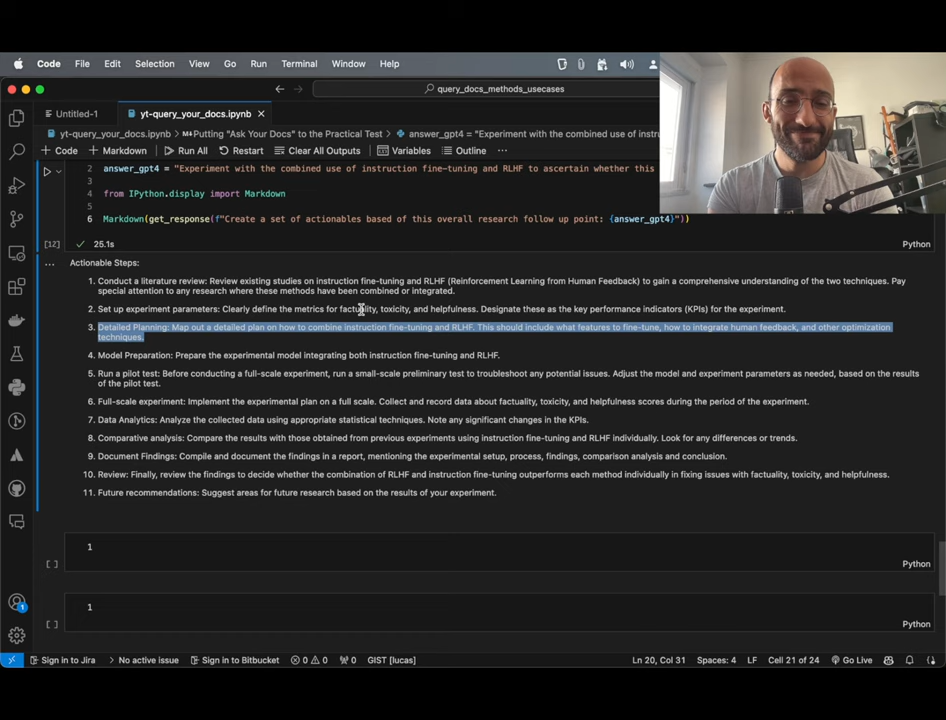 Code File Edit Selection View Go Run Terminal Window Help
query_docs_methods_usecases
Untitled-1 yt-query_your_docs.ipynb
yt-query_your_docs.ipynb > Putting "Ask Your Docs" to the Practical Test > answer_gpt4 = "Experiment with the combined use of instru
+ Code + Markdown Run All Restart Clear All Outputs Variables Outline ...
2 answer_gpt4 = "Experiment with the combined use of instruction fine-tuning and RLHF to ascertain whether this
3
4 from IPython.display import Markdown
5
6 Markdown(get_response(f"Create a set of actionables based of this overall research follow up point: {answer_gpt4}"))
[12] 25.1s Python
... Actionable Steps:
1. Conduct a literature review: Review existing studies on instruction fine-tuning and RLHF (Reinforcement Learning from Human Feedback) to gain a comprehensive understanding of the two techniques. Pay
special attention to any research where these methods have been combined or integrated.
2. Set up experiment parameters: Clearly define the metrics for factuality, toxicity, and helpfulness. Designate these as the key performance indicators (KPIs) for the experiment.
3. Detailed Planning: Map out a detailed plan on how to combine instruction fine-tuning and RLHF. This should include what features to fine-tune, how to integrate human feedback, and other optimization
techniques.
4. Model Preparation: Prepare the experimental model integrating both instruction fine-tuning and RLHF.
5. Run a pilot test: Before conducting a full-scale experiment, run a small-scale preliminary test to troubleshoot any potential issues. Adjust the model and experiment parameters as needed, based on the results
of the pilot test.
6. Full-scale experiment: Implement the experimental plan on a full scale. Collect and record data about factuality, toxicity, and helpfulness scores during the period of the experiment.
7. Data Analytics: Analyze the collected data using appropriate statistical techniques. Note any significant changes in the KPIs.
8. Comparative analysis: Compare the results with those obtained from previous experiments using instruction fine-tuning and RLHF individually. Look for any differences or trends.
9. Document Findings: Compile and document the findings in a report, mentioning the experimental setup, process, findings, comparison analysis and conclusion.
10. Review: Finally, review the findings to decide whether the combination of RLHF and instruction fine-tuning outperforms each method individually in fixing issues with factuality, toxicity, and helpfulness.
11. Future recommendations: Suggest areas for future research based on the results of your experiment.
1
[ ] Python
1
[ ] Python
1
Sign in to Jira No active issue Sign in to Bitbucket 0 0 0 GIST [lucas] Ln 20, Col 31 Spaces: 4 LF Cell 21 of 24 Go Live